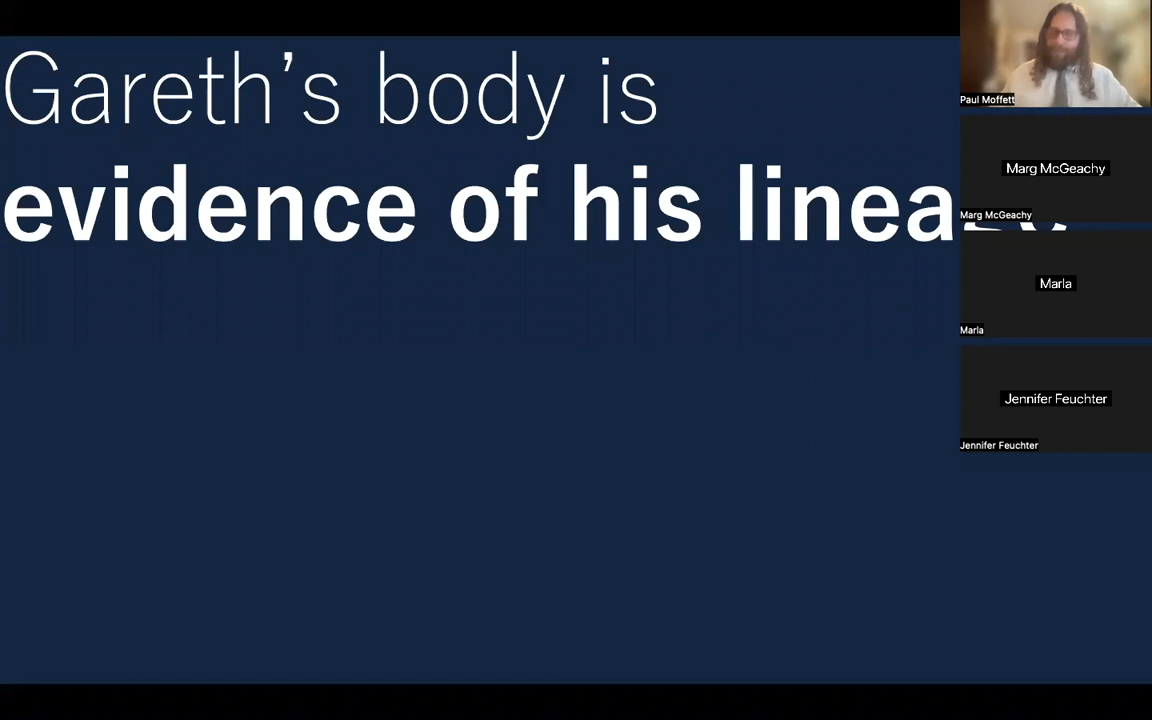 Gareth’s body is
evidence of his linea
Paul Moffett
Marg McGeachy
Marg McGeachy
Marla
Marla
Jennifer Feuchter
Jennifer Feuchter